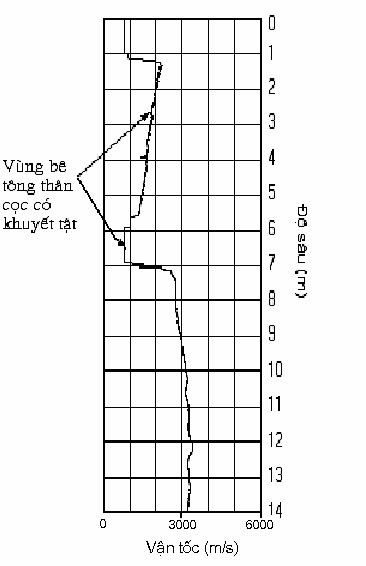 0
1
2
3
4
5
6
7
8
9
10
11
12
13
14
Vùng bê
tông thân
cọc có
khuyết tật
Độ sâu (m)
0 3000 6000
Vận tốc (m/s)